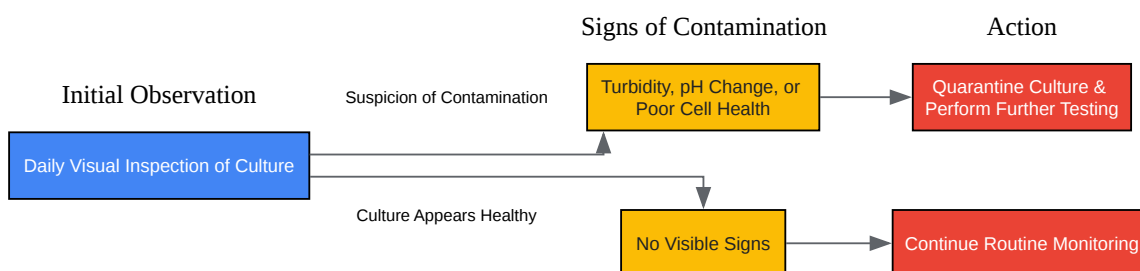 Signs of Contamination
Action
Initial Observation
Suspicion of Contamination
Turbidity, pH Change, or
Poor Cell Health
Quarantine Culture &
Perform Further Testing
Daily Visual Inspection of Culture
Culture Appears Healthy
No Visible Signs
Continue Routine Monitoring